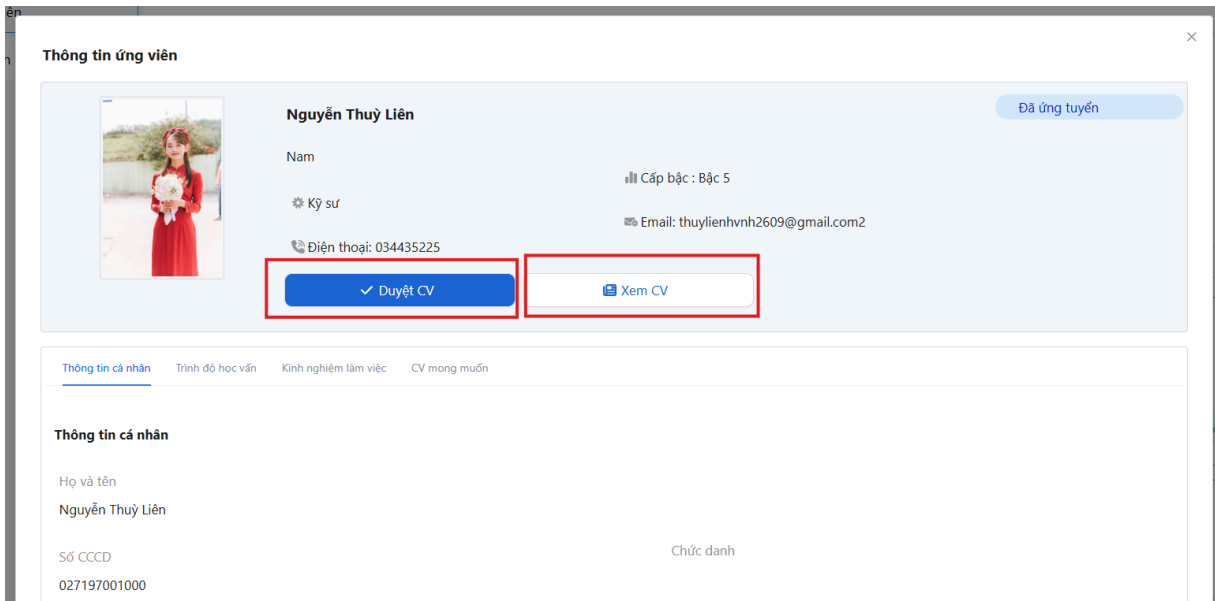 ên
Thông tin ứng viên
Nguyễn Thuỳ Liên
Đã ứng tuyển
Nam
Cấp bậc : Bậc 5
Kỹ sư
Email: thuylienhvnh2609@gmail.com2
Điện thoại: 034435225
Duyệt CV
Xem CV
Thông tin cá nhân Trình độ học vấn Kinh nghiệm làm việc CV mong muốn
Thông tin cá nhân
Họ và tên
Nguyễn Thuỳ Liên
Số CCCD
Chức danh
027197001000